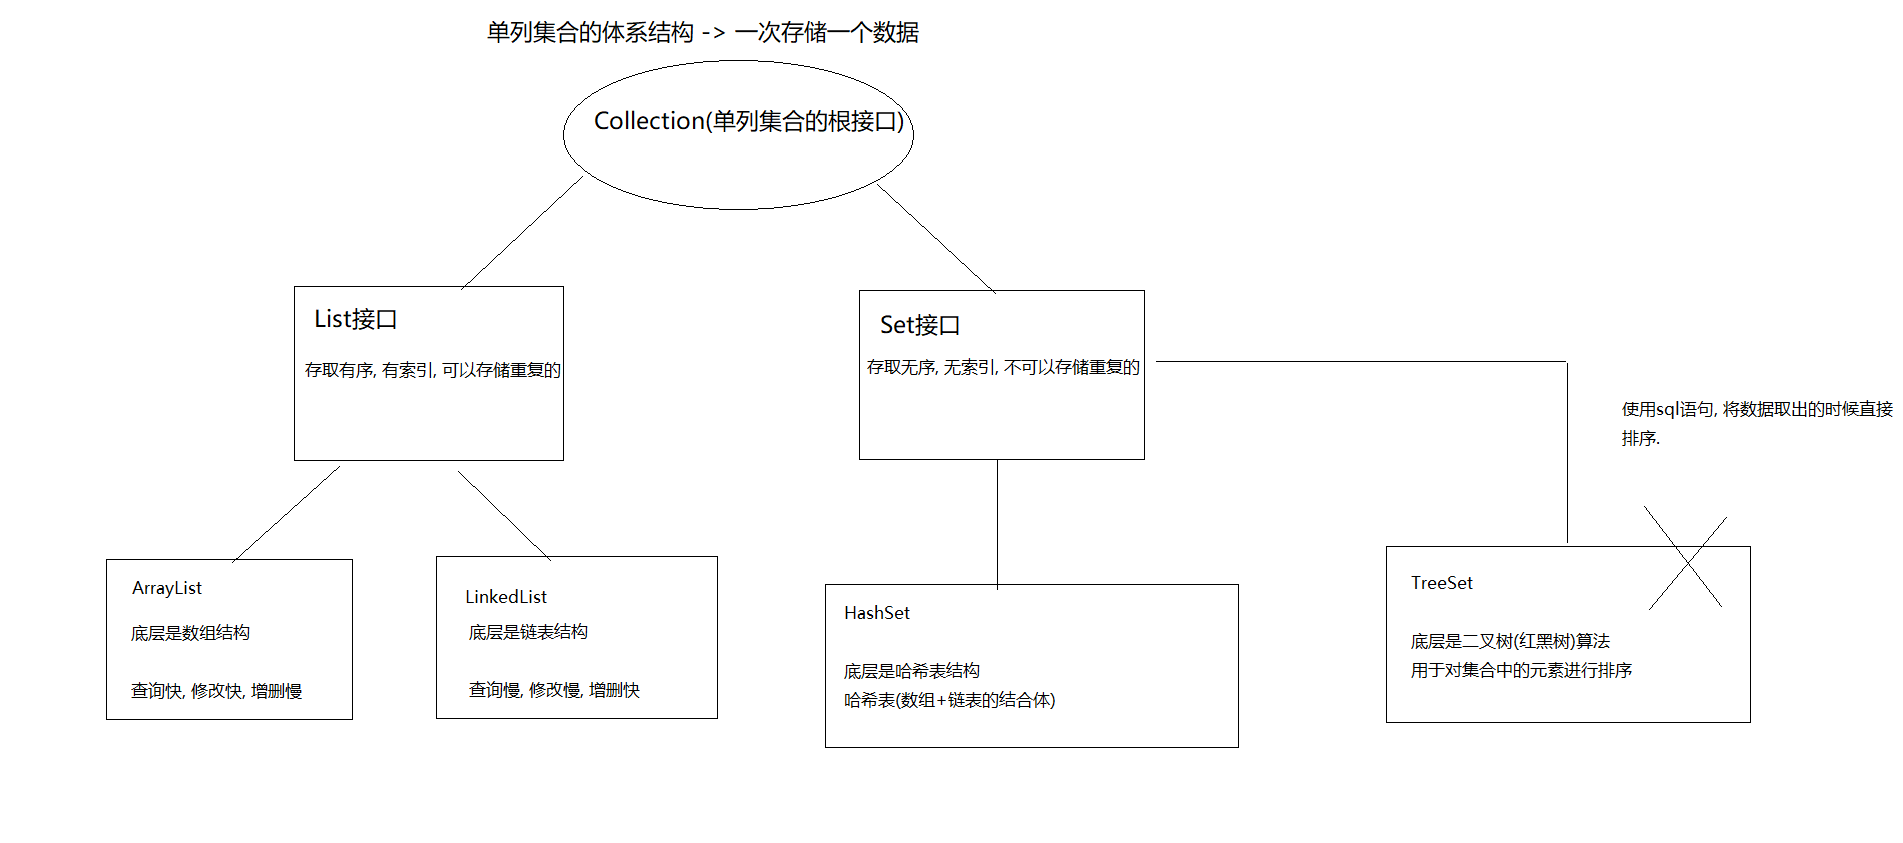 单列集合的体系结构 -> 一次存储一个数据
Collection(单列集合的根接口)
List接口
存取有序, 有索引, 可以存储重复的
Set接口
存取无序, 无索引, 不可以存储重复的
使用sql语句, 将数据取出的时候直接
排序.
ArrayList
底层是数组结构
查询快, 修改快, 增删慢
LinkedList
底层是链表结构
查询慢, 修改慢, 增删快
HashSet
底层是哈希表结构
哈希表(数组+链表的结合体)
TreeSet
底层是二叉树(红黑树)算法
用于对集合中的元素进行排序